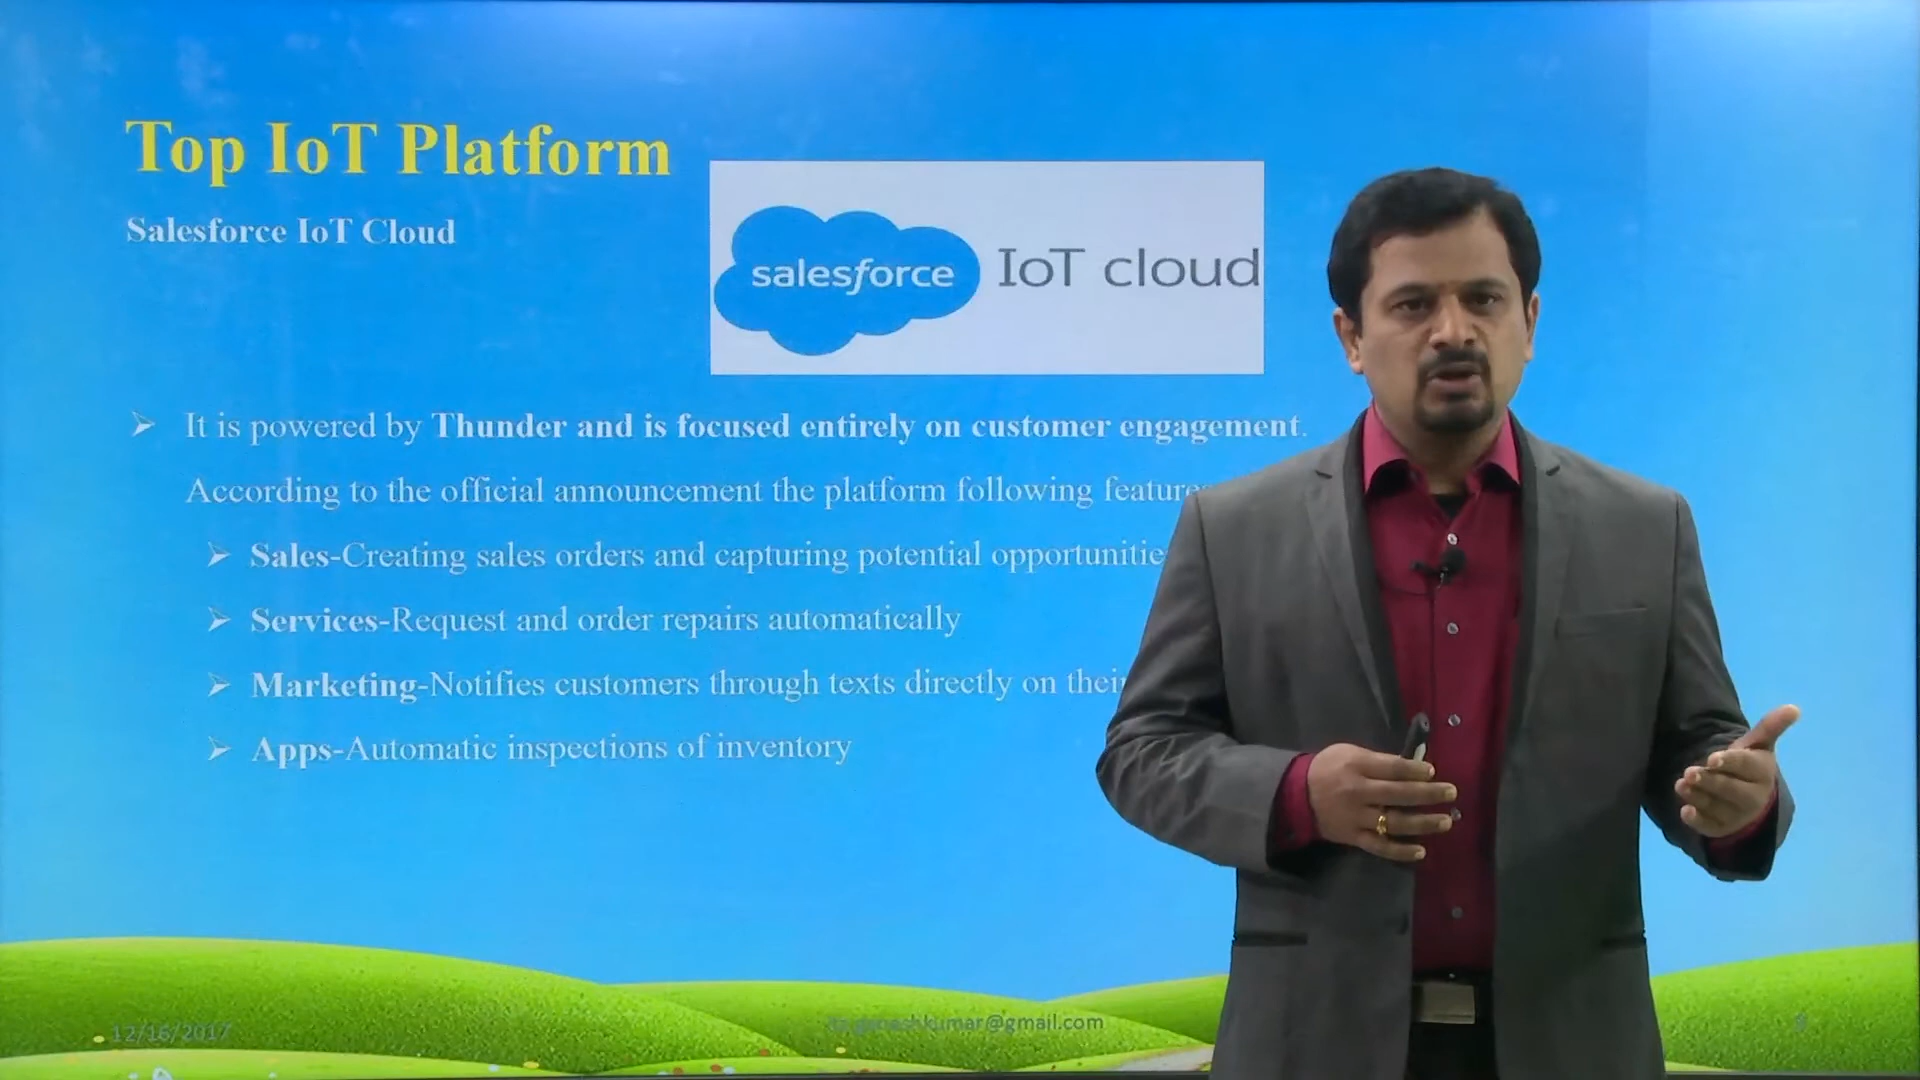 Top IoT Platform
Salesforce IoT Cloud
salesforce IoT cloud
It is powered by Thunder and is focused entirely on customer engagement.
According to the official announcement the platform following
Sales-Creating sales orders and capturing potential
Services-Request and order repairs automatically
Marketing-Notifies customers through texts directly on
Apps-Automatic inspections of inventory
12/16/2017